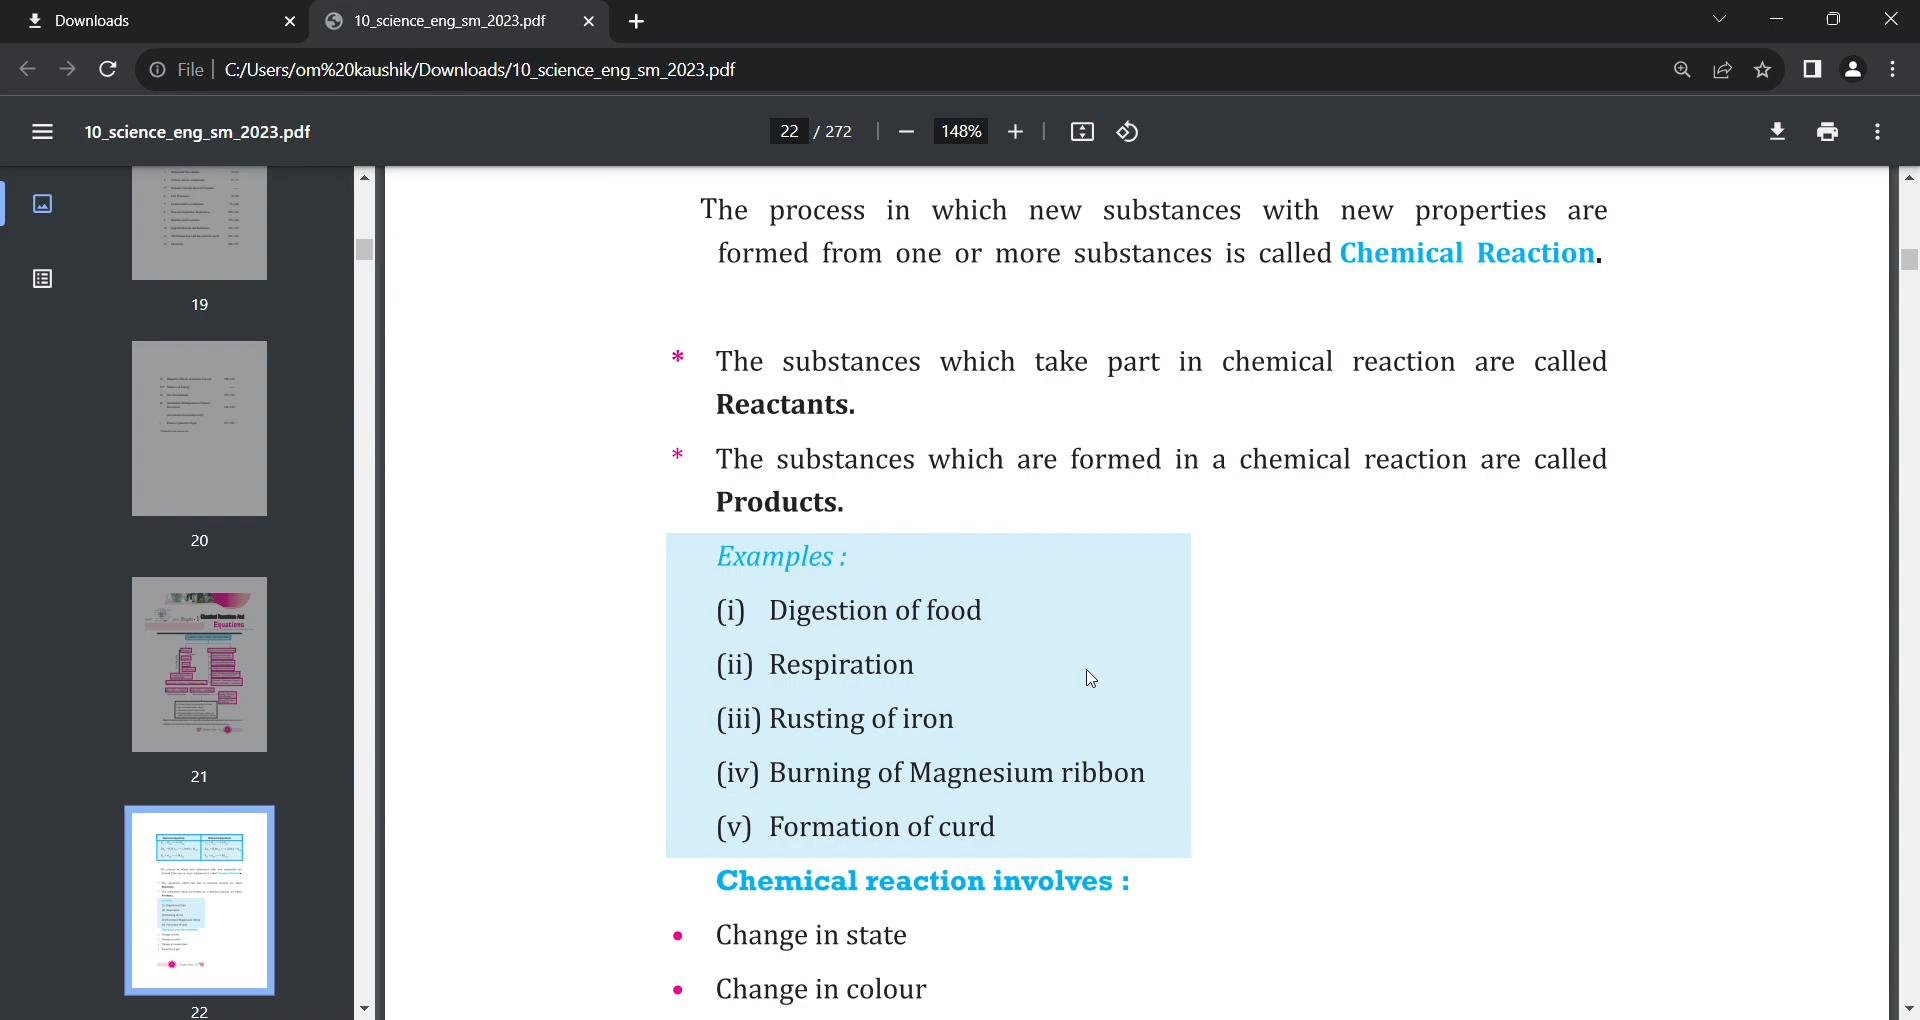 Downloads
10_science_eng_sm_2023.pdf
File
C:/Users/om%20kaushik/Downloads/10_science_eng_sm_2023.pdf
10_science_eng_sm_2023.pdf
22 / 272
148%
19
20
Chemical Reactions And
Equations
21
22
The process in which new substances with new properties are
formed from one or more substances is called Chemical Reaction.
* The substances which take part in chemical reaction are called
Reactants.
* The substances which are formed in a chemical reaction are called
Products.
Examples :
(i) Digestion of food
(ii) Respiration
(iii) Rusting of iron
(iv) Burning of Magnesium ribbon
(v) Formation of curd
Chemical reaction involves :
• Change in state
• Change in colour